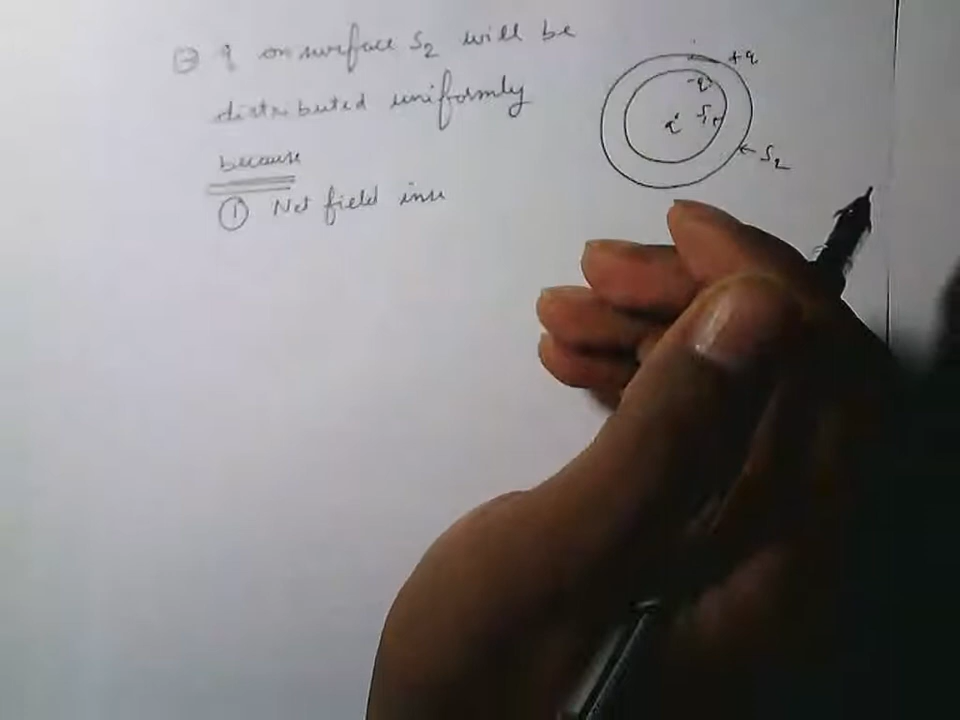 q on surface S2 will be
distributed uniformly
because
① Net field insi
+q
-q
q
S1
← S2